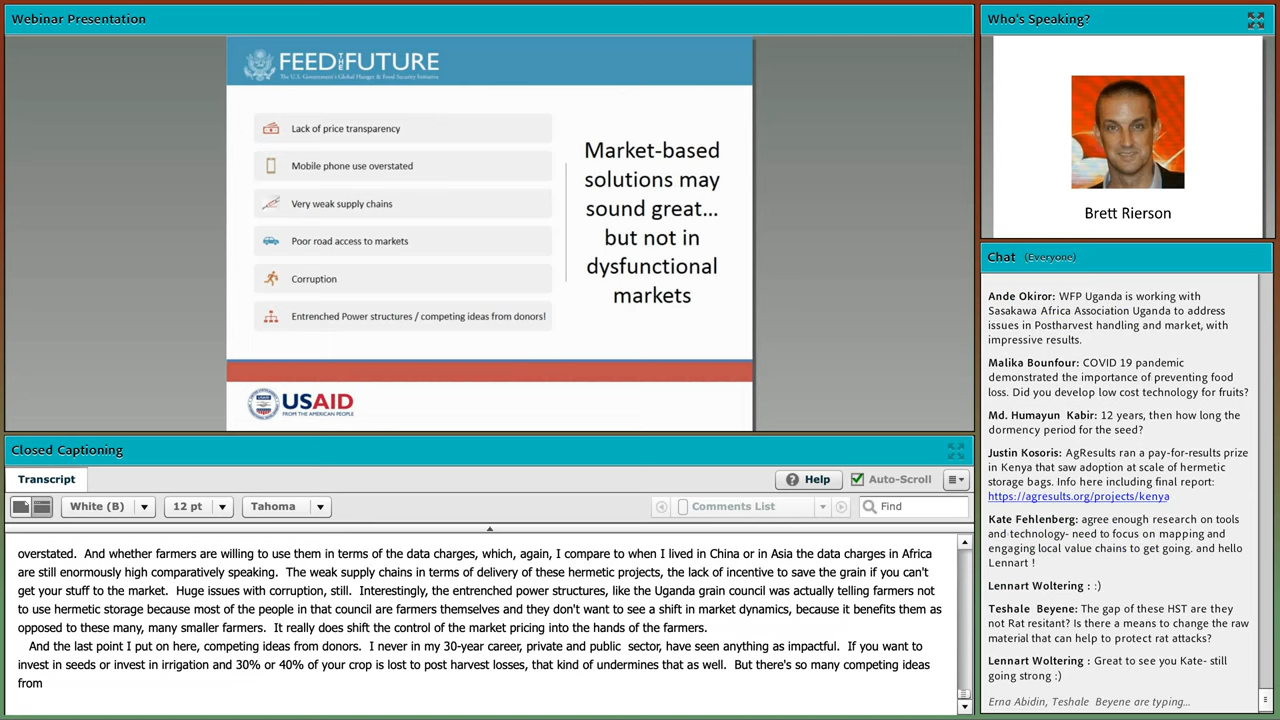 Webinar Presentation
FEED THE FUTURE
The U.S. Government's Global Hunger & Food Security Initiative
Lack of price transparency
Mobile phone use overstated
Very weak supply chains
Poor road access to markets
Corruption
Entrenched Power structures / competing ideas from donors!
Market-based
solutions may
sound great...
but not in
dysfunctional
markets
USAID
FROM THE AMERICAN PEOPLE
Closed Captioning
Transcript
Help
Auto-Scroll
White (B)
12 pt
Tahoma
Comments List
Find
overstated. And whether farmers are willing to use them in terms of the data charges, which, again, I compare to when I lived in China or in Asia the data charges in Africa
are still enormously high comparatively speaking. The weak supply chains in terms of delivery of these hermetic projects, the lack of incentive to save the grain if you can't
get your stuff to the market. Huge issues with corruption, still. Interestingly, the entrenched power structures, like the Uganda grain council was actually telling farmers not
to use hermetic storage because most of the people in that council are farmers themselves and they don't want to see a shift in market dynamics, because it benefits them as
opposed to these many, many smaller farmers. It really does shift the control of the market pricing into the hands of the farmers.
And the last point I put on here, competing ideas from donors. I never in my 30-year career, private and public sector, have seen anything as impactful. If you want to
invest in seeds or invest in irrigation and 30% or 40% of your crop is lost to post harvest losses, that kind of undermines that as well. But there's so many competing ideas
from
Who's Speaking?
Brett Rierson
Chat (Everyone)
Ande Okiror: WFP Uganda is working with
Sasakawa Africa Association Uganda to address
issues in Postharvest handling and market, with
impressive results.
Malika Bounfour: COVID 19 pandemic
demonstrated the importance of preventing food
loss. Did you develop low cost technology for fruits?
Md. Humayun Kabir: 12 years, then how long the
dormency period for the seed?
Justin Kosoris: AgResults ran a pay-for-results prize
in Kenya that saw adoption at scale of hermetic
storage bags. Info here including final report:
https://agresults.org/projects/kenya
Kate Fehlenberg: agree enough research on tools
and technology- need to focus on mapping and
engaging local value chains to get going. and hello
Lennart !
Lennart Woltering : :)
Teshale Beyene: The gap of these HST are they
not Rat resitant? Is there a means to change the raw
material that can help to protect rat attacks?
Lennart Woltering : Great to see you Kate- still
going strong :)
Erna Abidin, Teshale Beyene are typing...